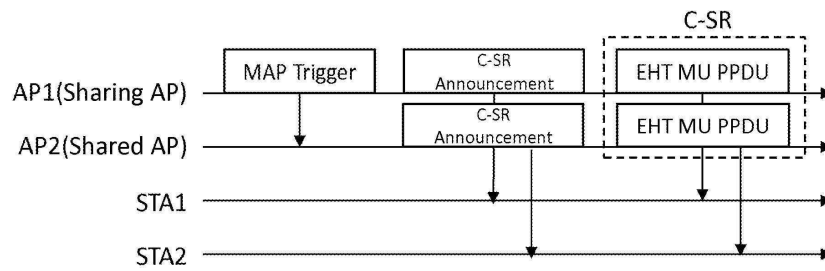 C-SR
MAP Trigger
C-SR
Announcement
EHT MU PPDU
AP1(Sharing AP)
C-SR
Announcement
EHT MU PPDU
AP2(Shared AP)
STA1
STA2